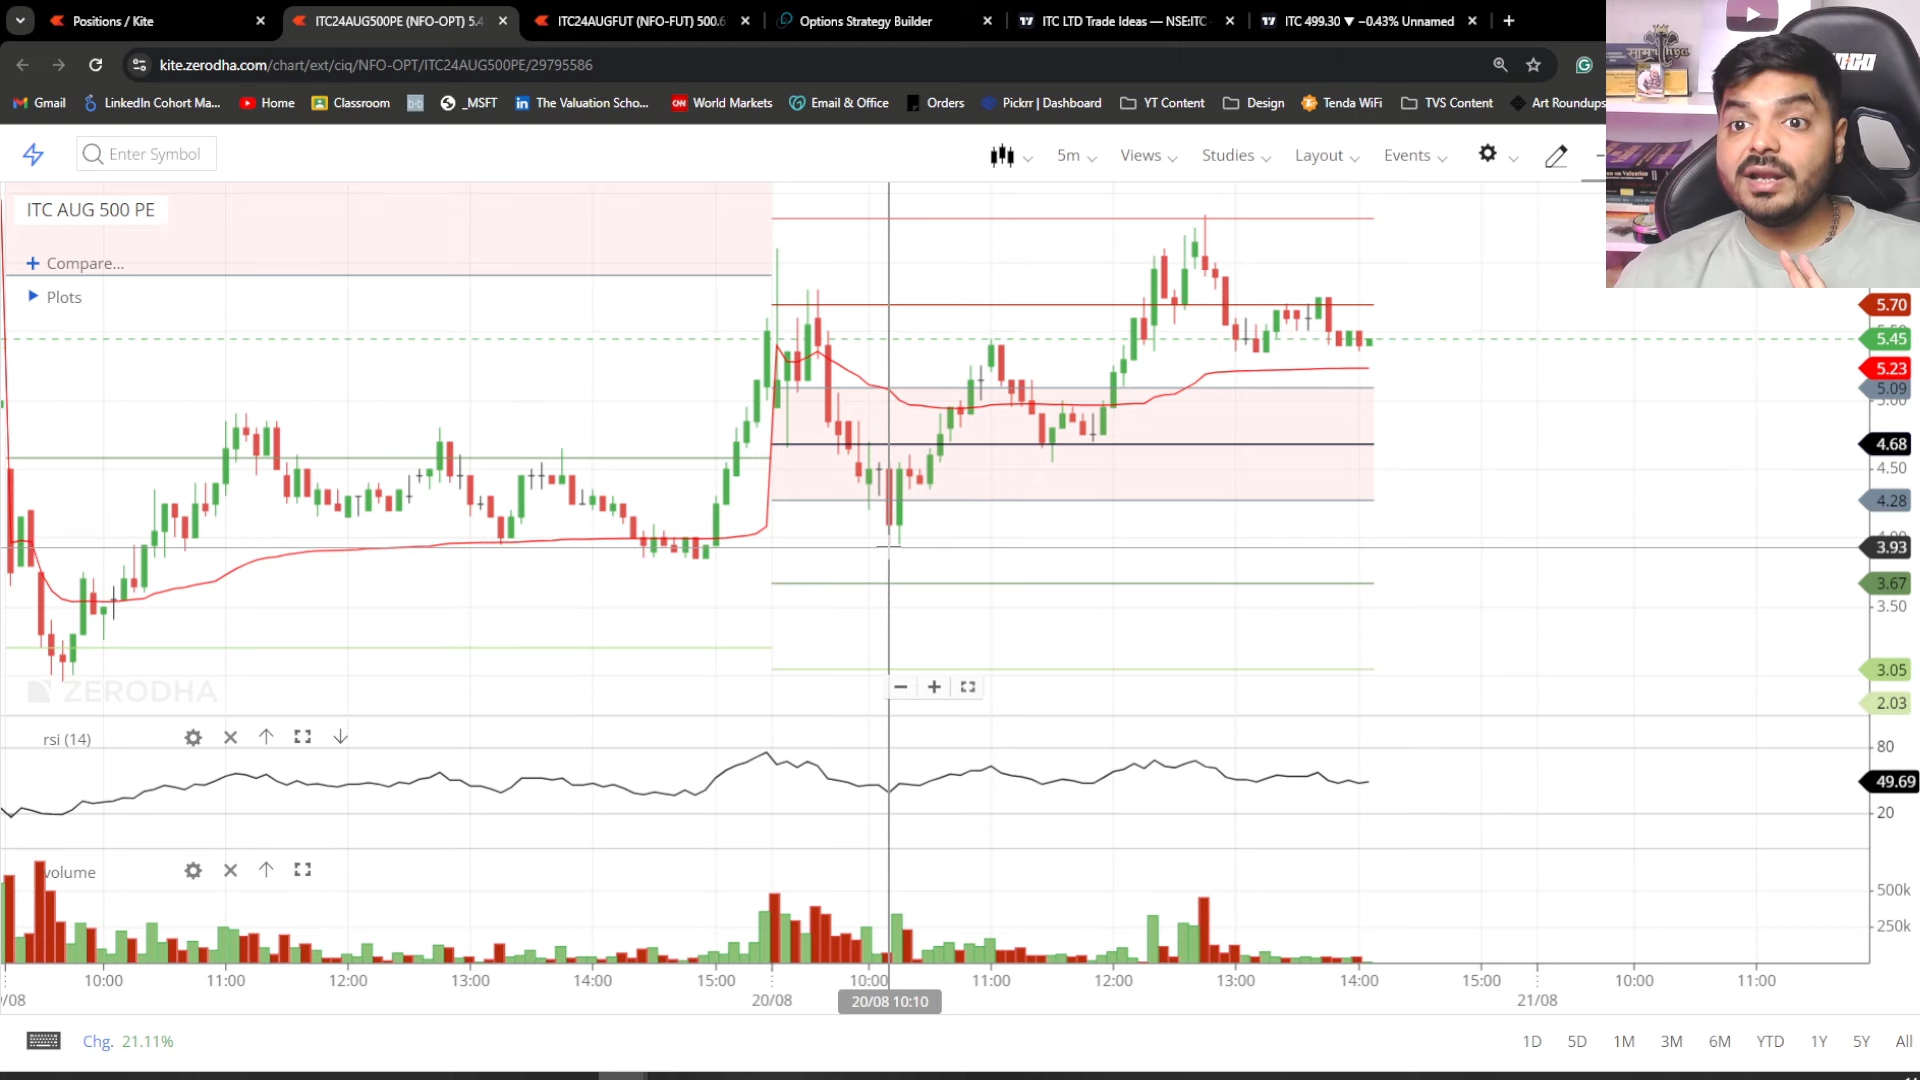 Positions / Kite
ITC24AUG500PE (NFO-OPT) 5.4
ITC24AUGFUT (NFO-FUT) 500.6
Options Strategy Builder
ITC LTD Trade Ideas — NSE:ITC
ITC 499.30 ▼ −0.43% Unnamed
kite.zerodha.com/chart/ext/ciq/NFO-OPT/ITC24AUG500PE/29795586
Gmail
LinkedIn Cohort Ma...
Home
Classroom
_MSFT
The Valuation Scho...
World Markets
Email & Office
Orders
Pickrr | Dashboard
YT Content
Design
Tenda WiFi
TVS Content
Art Roundups
Enter Symbol
5m
Views
Studies
Layout
Events
ITC AUG 500 PE
Compare...
Plots
5.70
5.45
5.23
5.09
5.00
4.68
4.50
4.28
3.93
3.67
3.50
3.05
2.03
ZERODHA
rsi (14)
80
49.69
20
volume
500k
250k
10:00 11:00 12:00 13:00 14:00 15:00 10:00 11:00 12:00 13:00 14:00 15:00 10:00 11:00
/08 20/08 20/08 10:10 21/08
Chg. 21.11%
1D 5D 1M 3M 6M YTD 1Y 5Y All